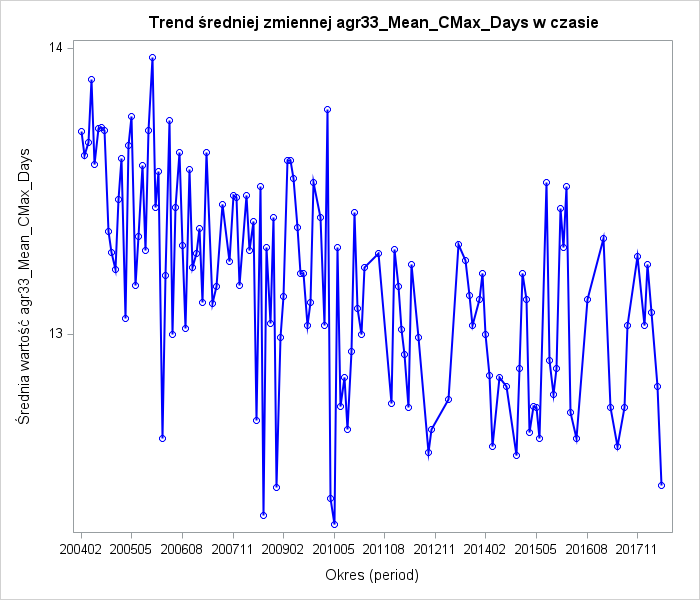 Trend średniej zmiennej agr33_Mean_CMax_Days w czasie
14
13
Średnia wartość agr33_Mean_CMax_Days
200402 200505 200608 200711 200902 201005 201108 201211 201402 201505 201608 201711
Okres (period)